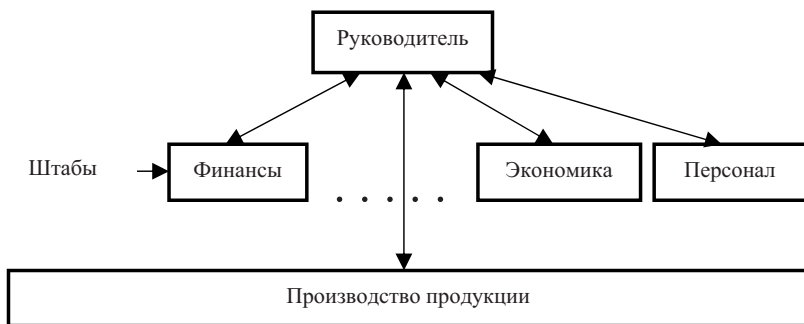 Руководитель
Штабы
Финансы
. . . . .
Экономика
Персонал
Производство продукции